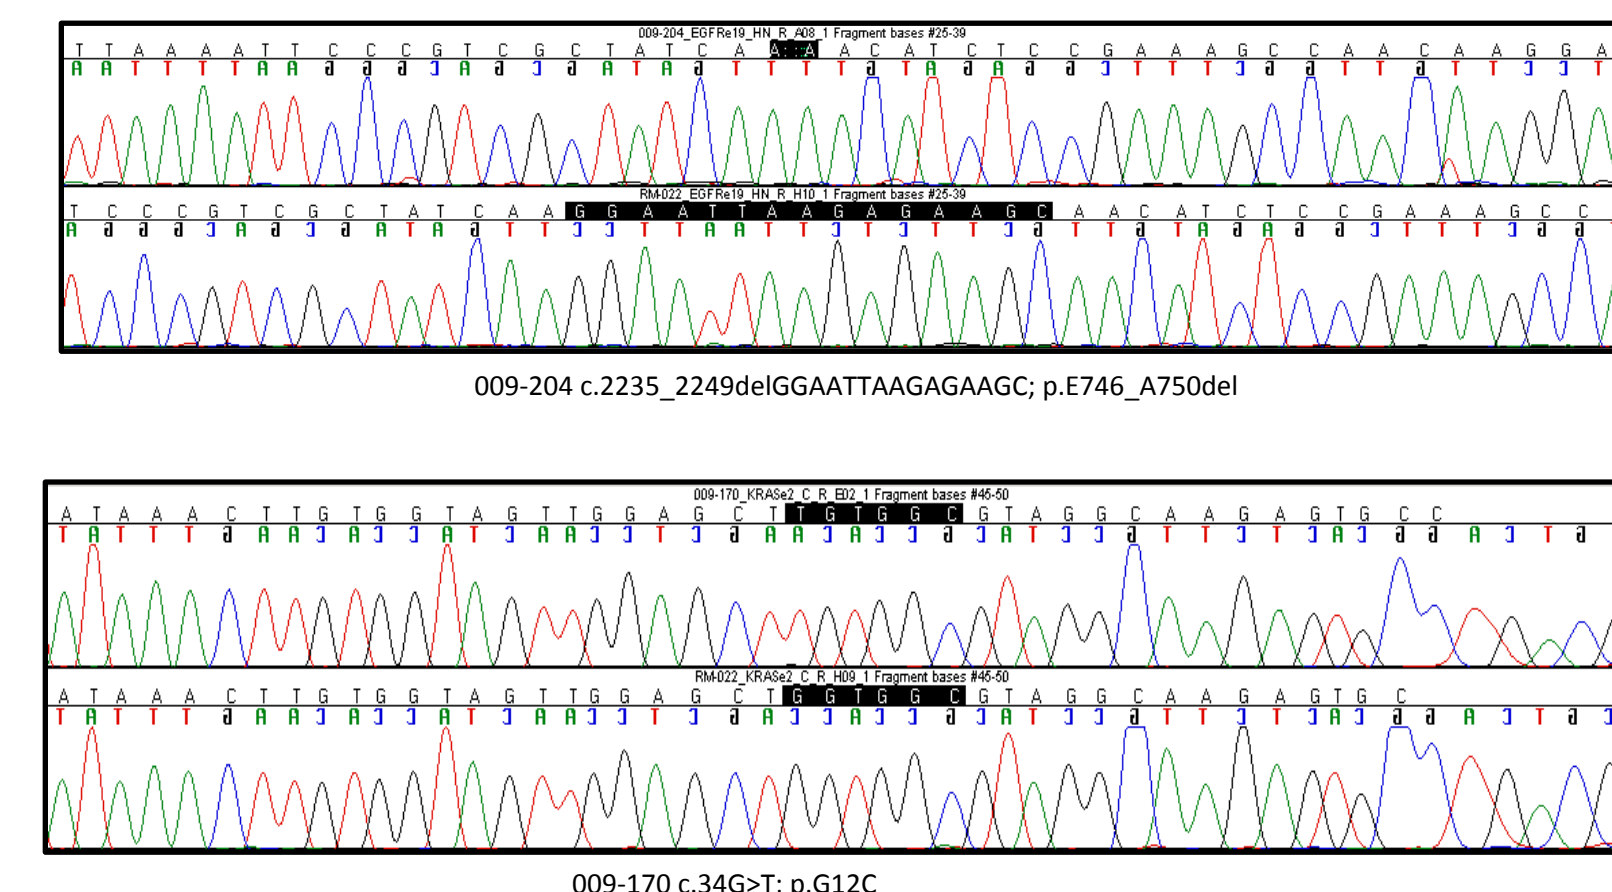 009-204_EGFRe19_HN_R_A08_1 Fragment bases #25-39
T T A A A A T T C C C G T C G C T A T C A A A A C A T C T C C G A A A G C C A A C A A G G A
A A T T T T A A G G G C A G C G A T A G T T T T G T A G A G G C T T T C G G T T G T T C C T
RM-022_EGFRe19_HN_R_H10_1 Fragment bases #25-39
T C C C G T C G C T A T C A A G G A A T T A A G A G A A G C A A C A T C T C C G A A A G C C
A G G G C A G C G A T A G T T C C T T A A T T C T C T T C G T T G T A G A G G C T T T C G G
009-204 c.2235_2249delGGAATTAAGAGAAGC; p.E746_A750del
009-170_KRASe2_C_R_E02_1 Fragment bases #45-50
A T A A A C T T G T G G T A G T T G G A G C T T G T G G C G T A G G C A A G A G T G C C
T A T T T G A A C A C C A T C A A C C T C G A A C A C C G C A T C C G T T C T C A C G G A C T G
RM-022_KRASe2_C_R_H09_1 Fragment bases #45-50
A T A A A C T T G T G G T A G T T G G A G C T G G T G G C G T A G G C A A G A G T G C
T A T T T G A A C A C C A T C A A C C T C G A C C A C C G C A T C C G T T C T C A C G G A C T G C
009-170 c.34G>T; p.G12C